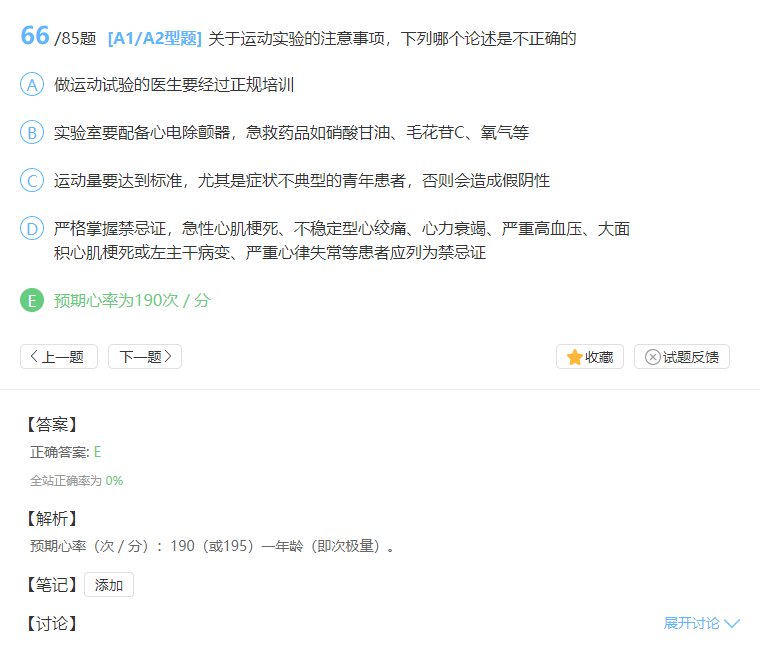 66 /85题 [A1/A2型题] 关于运动实验的注意事项，下列哪个论述是不正确的
A 做运动试验的医生要经过正规培训
B 实验室要配备心电除颤器，急救药品如硝酸甘油、毛花苷C、氧气等
C 运动量要达到标准，尤其是症状不典型的青年患者，否则会造成假阴性
D 严格掌握禁忌证，急性心肌梗死、不稳定型心绞痛、心力衰竭、严重高血压、大面
积心肌梗死或左主干病变、严重心律失常等患者应列为禁忌证
E 预期心率为190次 / 分
上一题 下一题 收藏 试题反馈
【答案】
正确答案: E
全站正确率为 0%
【解析】
预期心率（次 / 分）：190（或195）—年龄（即次极量）。
【笔记】 添加
【讨论】 展开讨论